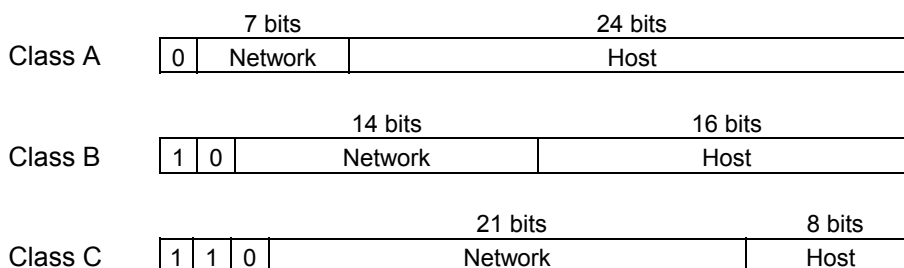 7 bits 24 bits
Class A 0 Network Host
14 bits 16 bits
Class B 1 0 Network Host
21 bits 8 bits
Class C 1 1 0 Network Host